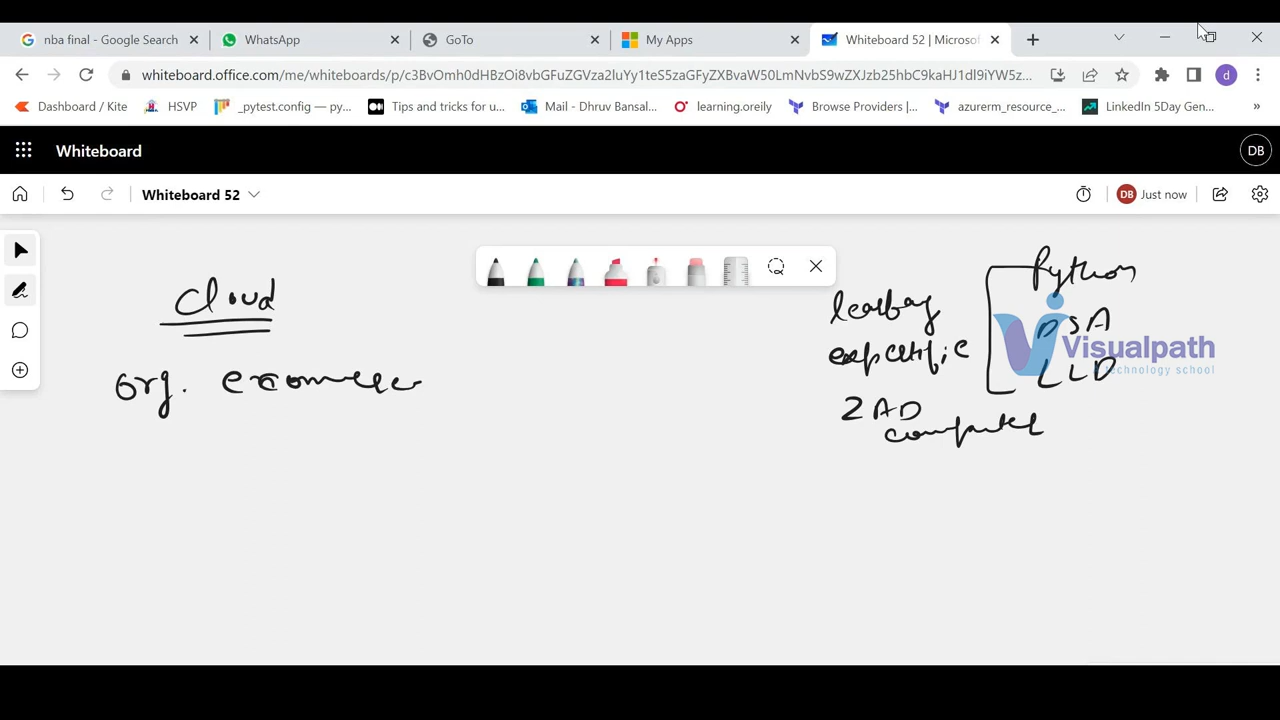 nba final - Google Search
WhatsApp
GoTo
My Apps
Whiteboard 52 | Microsof
whiteboard.office.com/me/whiteboards/p/c3BvOmh0dHBzOi8vbGFuZGVza2luYy1teS5zaGFyZXBvaW50LmNvbS9wZXJzb25hbC9kaHJ1dl9iYW5z...
d
Dashboard / Kite
HSVP
_pytest.config — py...
Tips and tricks for u...
Mail - Dhruv Bansal...
learning.oreily
Browse Providers |...
azurerm_resource_...
LinkedIn 5Day Gen...
»
Whiteboard
DB
Whiteboard 52
DB Just now
Cloud
org.
Python
DSA
LLD
2 AD
Visualpath
A technology school